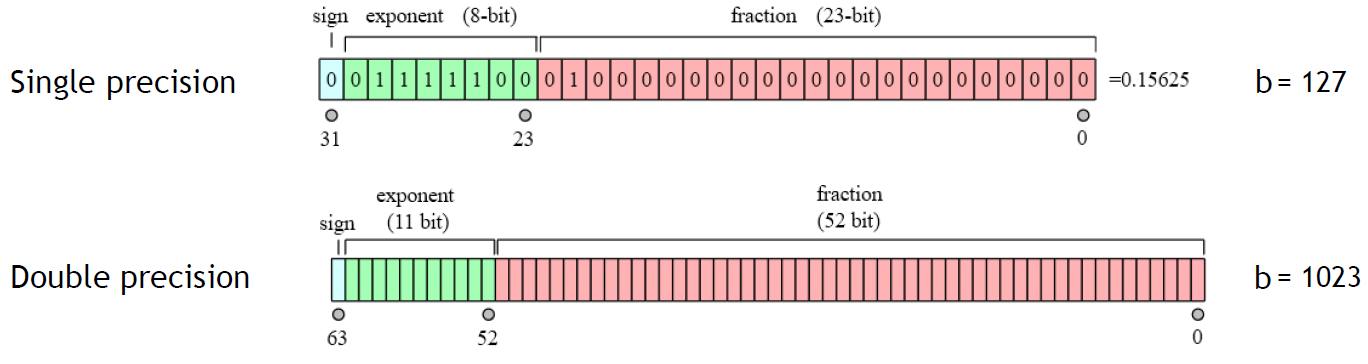 sign exponent (8-bit) fraction (23-bit)
Single precision 0 0 1 1 1 1 1 0 0 0 1 0 0 0 0 0 0 0 0 0 0 0 0 0 0 0 0 0 0 0 0 0 =0.15625 b = 127
31 23 0
exponent fraction
sign (11 bit) (52 bit)
Double precision b = 1023
63 52 0